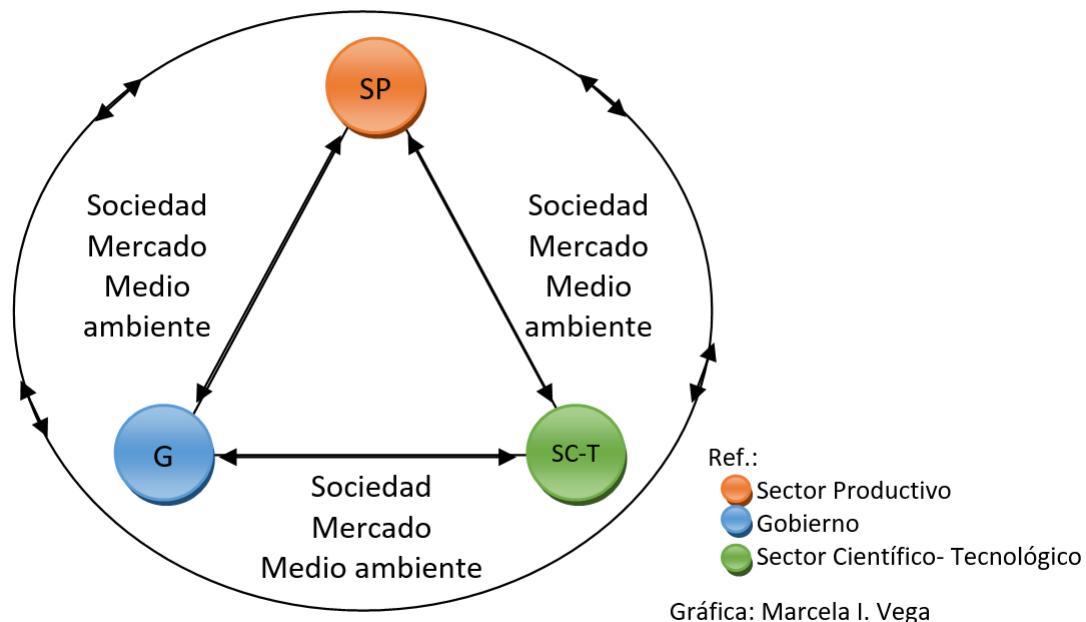 SP
Sociedad
Mercado
Medio
ambiente
Sociedad
Mercado
Medio
ambiente
G
SC-T
Sociedad
Mercado
Medio ambiente
Ref.:
Sector Productivo
Gobierno
Sector Científico- Tecnológico
Gráfica: Marcela I. Vega